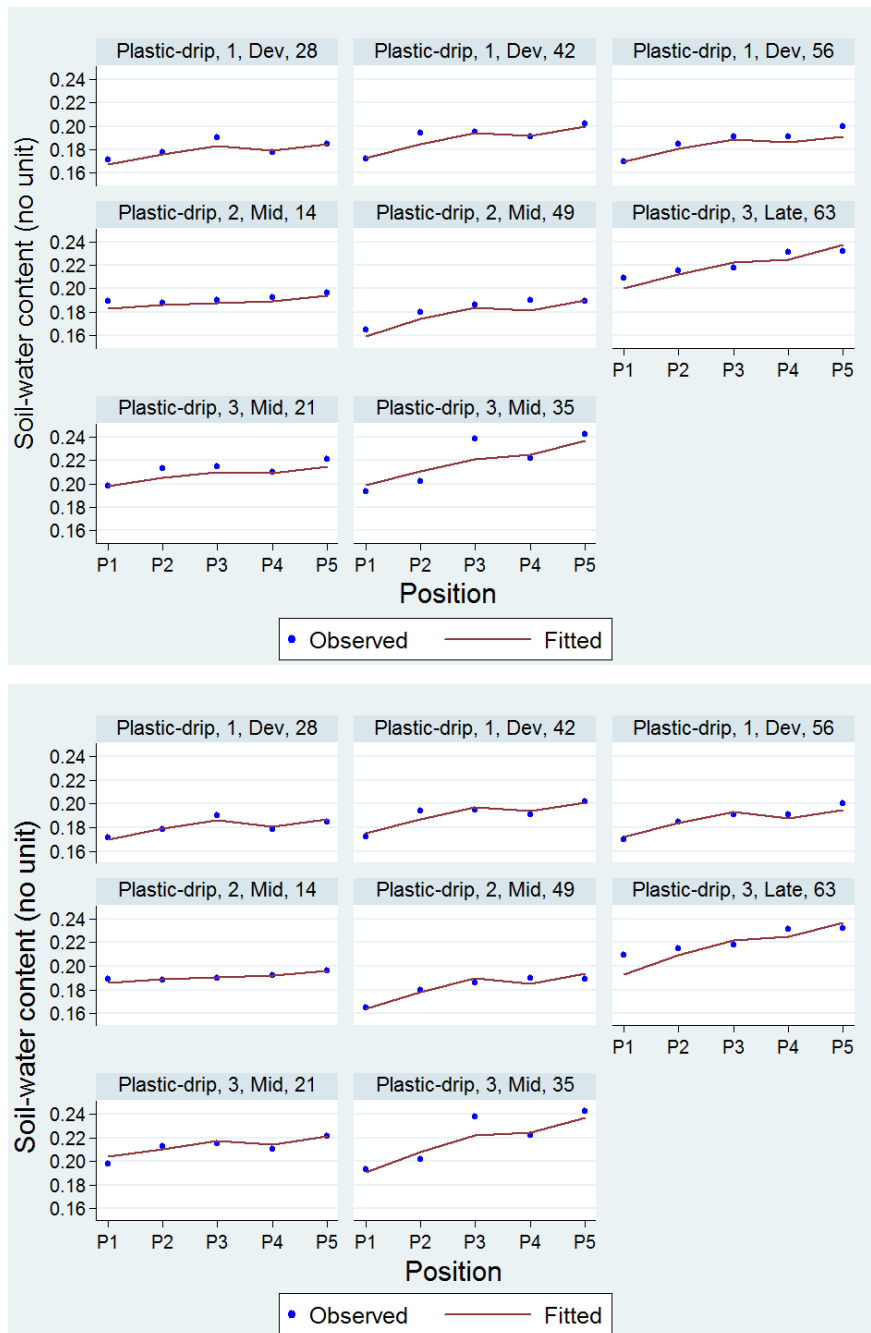 Plastic-drip, 1, Dev, 28 Plastic-drip, 1, Dev, 42 Plastic-drip, 1, Dev, 56
0.24
0.22
0.20
0.18
0.16
Plastic-drip, 2, Mid, 14 Plastic-drip, 2, Mid, 49 Plastic-drip, 3, Late, 63
0.24
0.22
0.20
0.18
0.16
P1 P2 P3 P4 P5
Plastic-drip, 3, Mid, 21 Plastic-drip, 3, Mid, 35
0.24
0.22
0.20
0.18
0.16
P1 P2 P3 P4 P5 P1 P2 P3 P4 P5
Soil-water content (no unit)
Position
Observed Fitted
Plastic-drip, 1, Dev, 28 Plastic-drip, 1, Dev, 42 Plastic-drip, 1, Dev, 56
0.24
0.22
0.20
0.18
0.16
Plastic-drip, 2, Mid, 14 Plastic-drip, 2, Mid, 49 Plastic-drip, 3, Late, 63
0.24
0.22
0.20
0.18
0.16
P1 P2 P3 P4 P5
Plastic-drip, 3, Mid, 21 Plastic-drip, 3, Mid, 35
0.24
0.22
0.20
0.18
0.16
P1 P2 P3 P4 P5 P1 P2 P3 P4 P5
Soil-water content (no unit)
Position
Observed Fitted